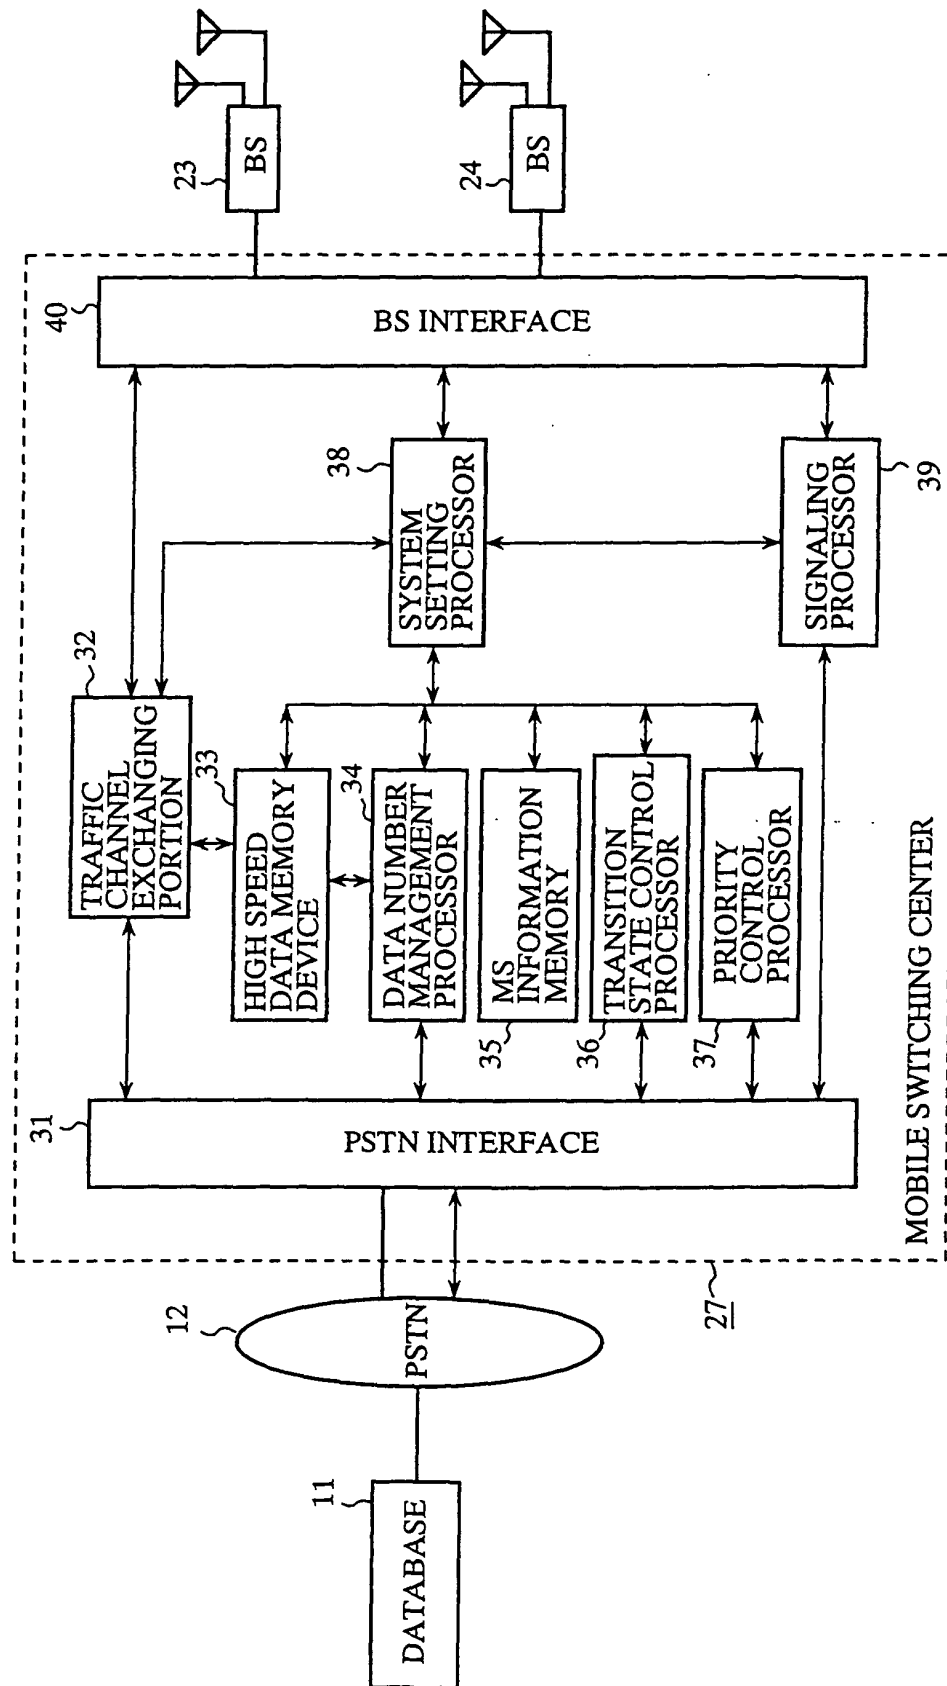 11
DATABASE
12
PSTN
27
MOBILE SWITCHING CENTER
31
PSTN INTERFACE
32
TRAFFIC
CHANNEL
EXCHANGING
PORTION
33
HIGH SPEED
DATA MEMORY
DEVICE
34
DATA NUMBER
MANAGEMENT
PROCESSOR
35
MS
INFORMATION
MEMORY
36
TRANSITION
STATE CONTROL
PROCESSOR
37
PRIORITY
CONTROL
PROCESSOR
38
SYSTEM
SETTING
PROCESSOR
39
SIGNALING
PROCESSOR
40
BS INTERFACE
23
BS
24
BS